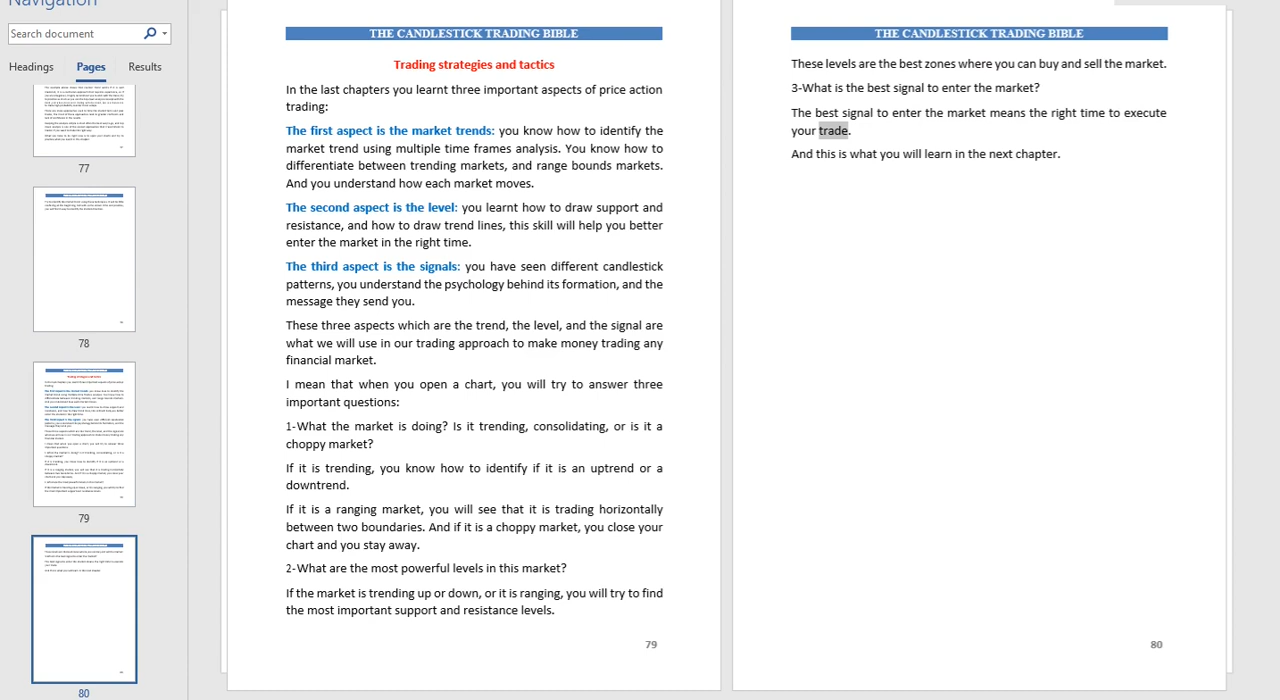 Navigation
Search document
Headings
Pages
Results
77
78
79
80
THE CANDLESTICK TRADING BIBLE
Trading strategies and tactics
In the last chapters you learnt three important aspects of price action
trading:
The first aspect is the market trends: you know how to identify the
market trend using multiple time frames analysis. You know how to
differentiate between trending markets, and range bounds markets.
And you understand how each market moves.
The second aspect is the level: you learnt how to draw support and
resistance, and how to draw trend lines, this skill will help you better
enter the market in the right time.
The third aspect is the signals: you have seen different candlestick
patterns, you understand the psychology behind its formation, and the
message they send you.
These three aspects which are the trend, the level, and the signal are
what we will use in our trading approach to make money trading any
financial market.
I mean that when you open a chart, you will try to answer three
important questions:
1-What the market is doing? Is it trending, consolidating, or is it a
choppy market?
If it is trending, you know how to identify if it is an uptrend or a
downtrend.
If it is a ranging market, you will see that it is trading horizontally
between two boundaries. And if it is a choppy market, you close your
chart and you stay away.
2-What are the most powerful levels in this market?
If the market is trending up or down, or it is ranging, you will try to find
the most important support and resistance levels.
79
THE CANDLESTICK TRADING BIBLE
These levels are the best zones where you can buy and sell the market.
3-What is the best signal to enter the market?
The best signal to enter the market means the right time to execute
your trade.
And this is what you will learn in the next chapter.
80